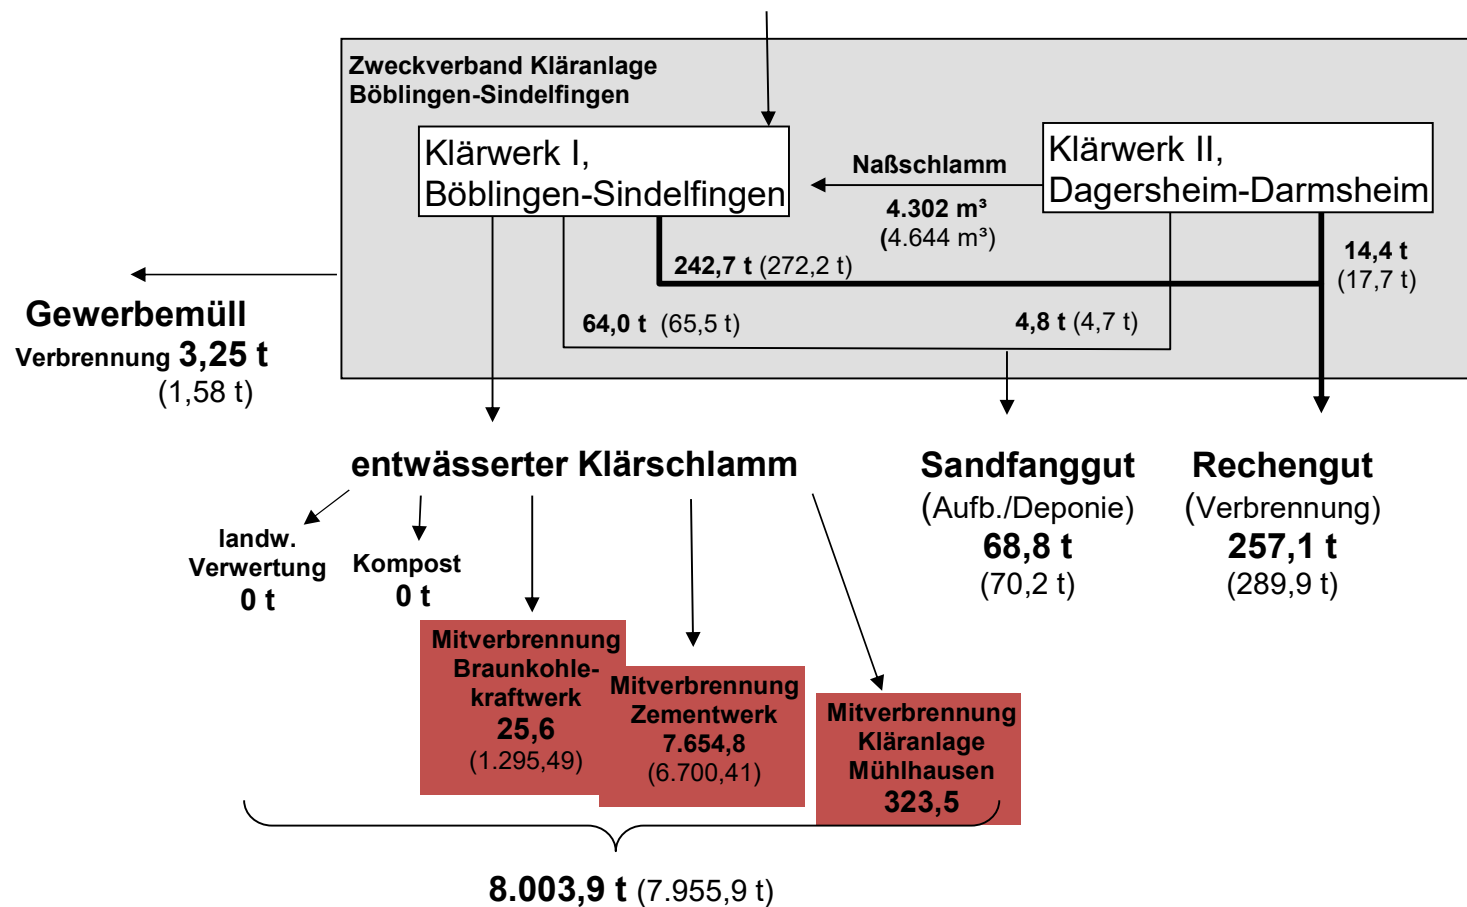 Zweckverband Kläranlage
Böblingen-Sindelfingen
Klärwerk I,
Böblingen-Sindelfingen
Naßschlamm
4.302 m³
(4.644 m³)
Klärwerk II,
Dagersheim-Darmsheim
242,7 t (272,2 t)
14,4 t
(17,7 t)
64,0 t (65,5 t)
4,8 t (4,7 t)
Gewerbemüll
Verbrennung 3,25 t
(1,58 t)
entwässerter Klärschlamm
Sandfanggut
(Aufb./Deponie)
68,8 t
(70,2 t)
Rechengut
(Verbrennung)
257,1 t
(289,9 t)
landw.
Verwertung
0 t
Kompost
0 t
Mitverbrennung
Braunkohle-
kraftwerk
25,6
(1.295,49)
Mitverbrennung
Zementwerk
7.654,8
(6.700,41)
Mitverbrennung
Kläranlage
Mühlhausen
323,5
8.003,9 t (7.955,9 t)